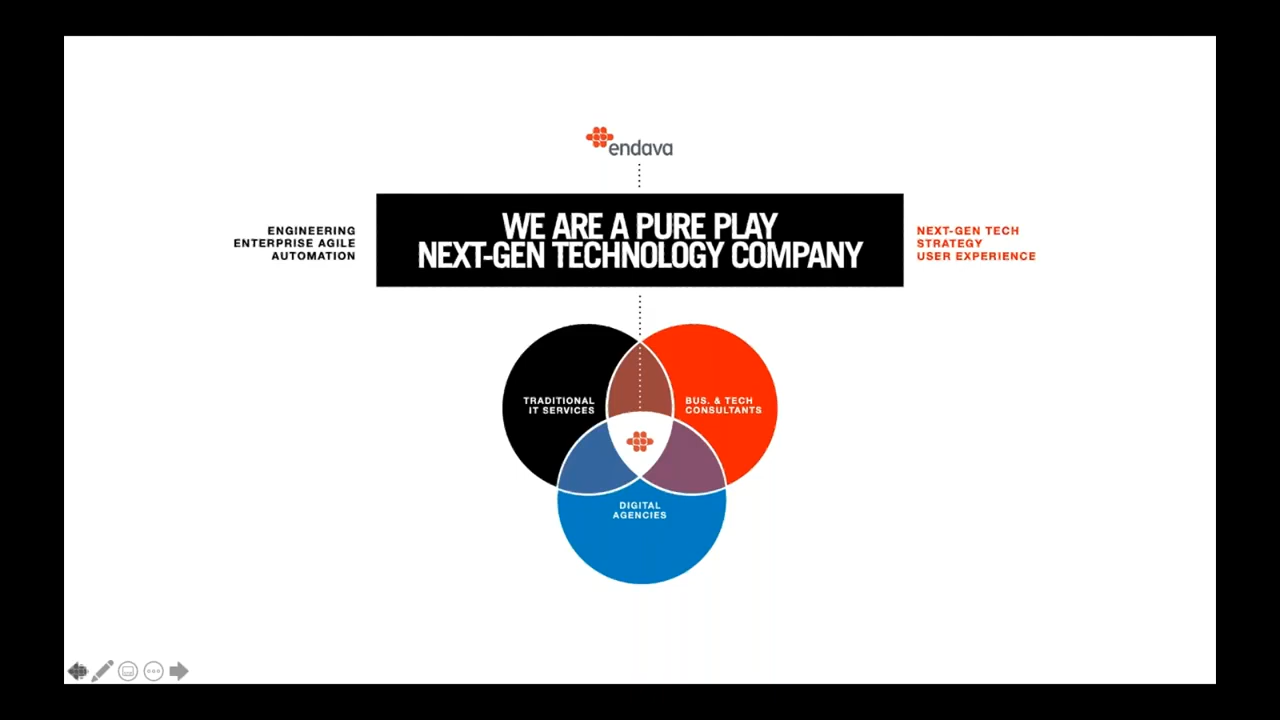 endava
WE ARE A PURE PLAY
NEXT-GEN TECHNOLOGY COMPANY
ENGINEERING
ENTERPRISE AGILE
AUTOMATION
NEXT-GEN TECH
STRATEGY
USER EXPERIENCE
TRADITIONAL
IT SERVICES
BUS. & TECH
CONSULTANTS
DIGITAL
AGENCIES